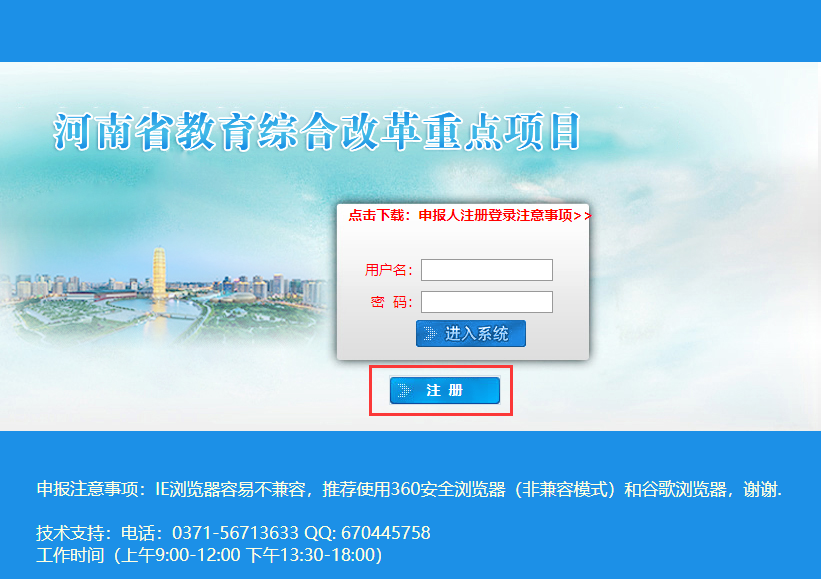 河南省教育综合改革重点项目
点击下载：申报人注册登录注意事项>>
用户名：
密 码：
进入系统
注 册
申报注意事项：IE浏览器容易不兼容，推荐使用360安全浏览器（非兼容模式）和谷歌浏览器，谢谢.
技术支持：电话：0371-56713633 QQ: 670445758
工作时间（上午9:00-12:00 下午13:30-18:00）